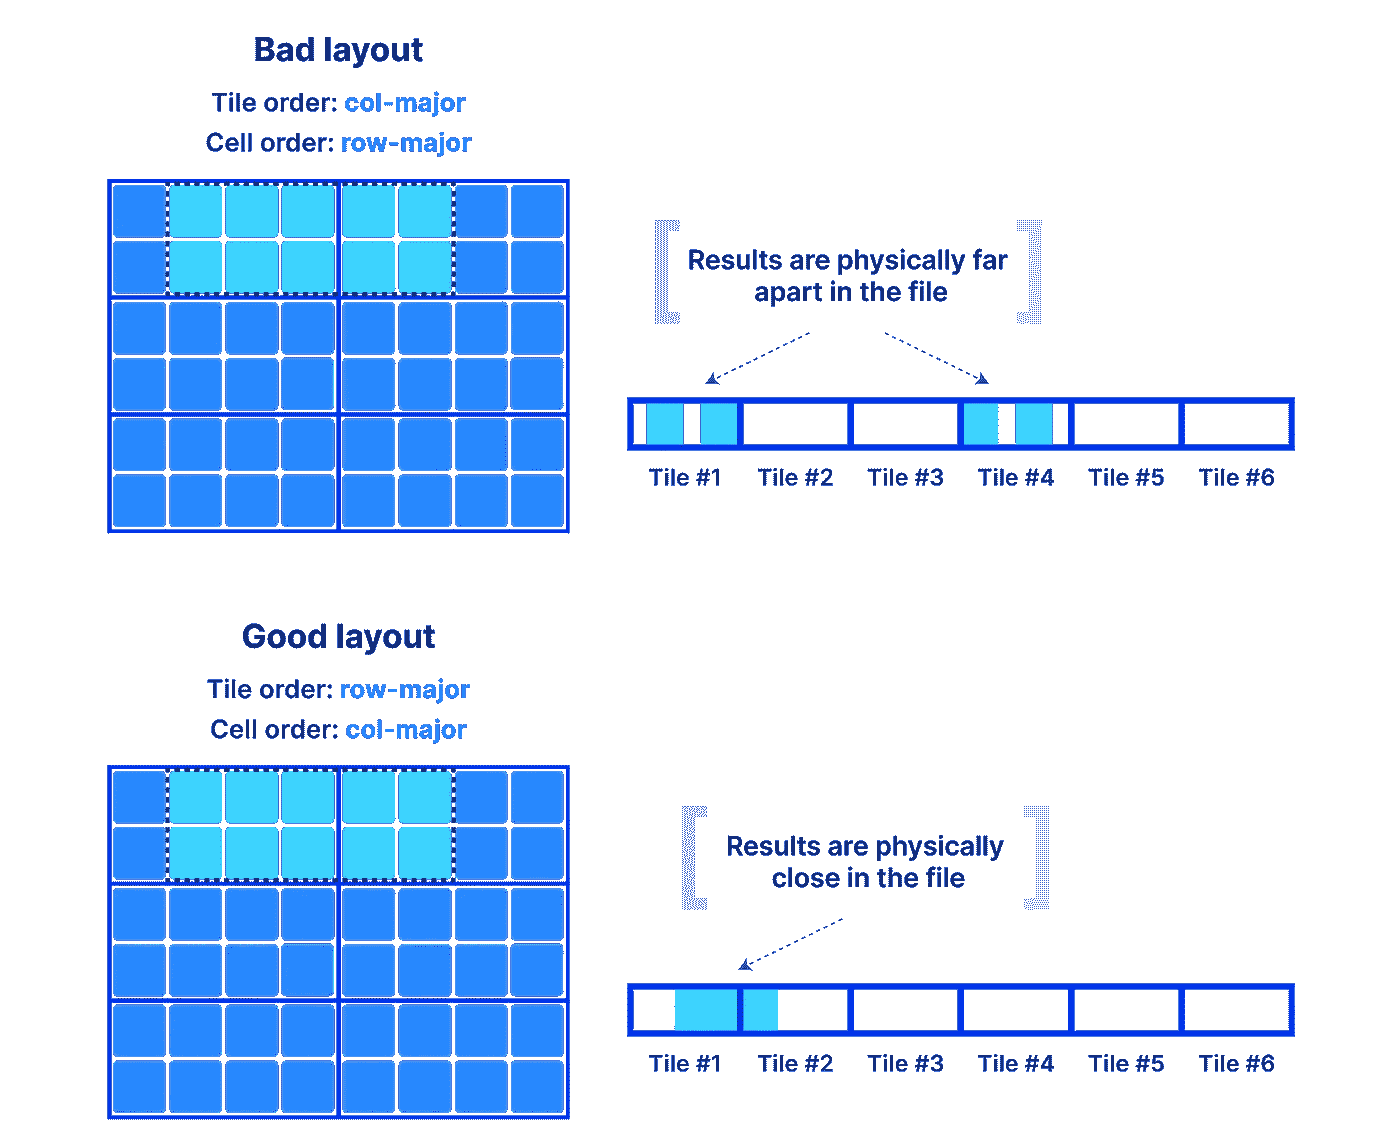 Bad layout
Tile order: col-major
Cell order: row-major
Results are physically far
apart in the file
Tile #1
Tile #2
Tile #3
Tile #4
Tile #5
Tile #6
Good layout
Tile order: row-major
Cell order: col-major
Results are physically
close in the file
Tile #1
Tile #2
Tile #3
Tile #4
Tile #5
Tile #6